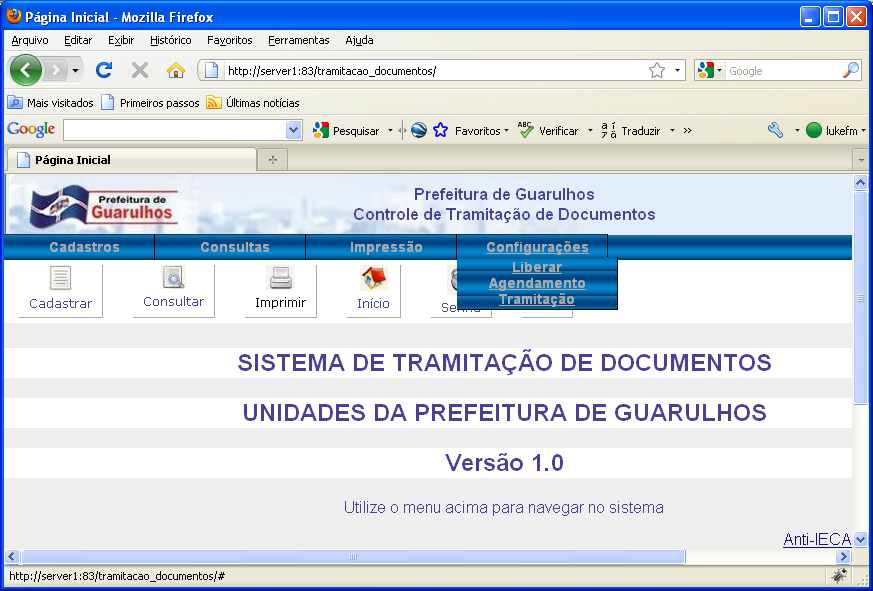 Página Inicial - Mozilla Firefox
Arquivo Editar Exibir Histórico Favoritos Ferramentas Ajuda
http://server1:83/tramitacao_documentos/ Google
Mais visitados Primeiros passos Últimas notícias
Google Pesquisar Favoritos ABC Verificar Traduzir » lukefm
Página Inicial
Prefeitura de
Guarulhos
Prefeitura de Guarulhos
Controle de Tramitação de Documentos
Cadastros Consultas Impressão Configurações
Liberar
Agendamento
Tramitação
Cadastrar Consultar Imprimir Início
SISTEMA DE TRAMITAÇÃO DE DOCUMENTOS
UNIDADES DA PREFEITURA DE GUARULHOS
Versão 1.0
Utilize o menu acima para navegar no sistema
Anti-IECA
http://server1:83/tramitacao_documentos/#